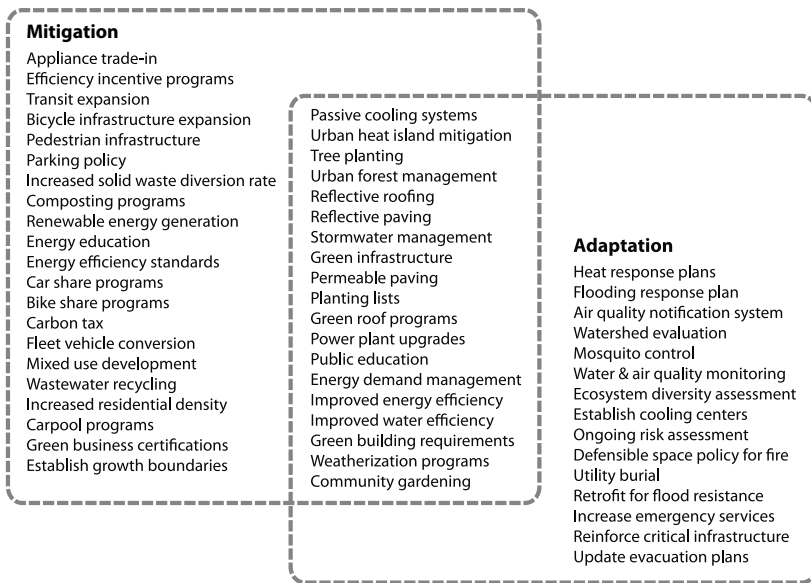 Mitigation
Appliance trade-in
Efficiency incentive programs
Transit expansion
Bicycle infrastructure expansion
Pedestrian infrastructure
Parking policy
Increased solid waste diversion rate
Composting programs
Renewable energy generation
Energy education
Energy efficiency standards
Car share programs
Bike share programs
Carbon tax
Fleet vehicle conversion
Mixed use development
Wastewater recycling
Increased residential density
Carpool programs
Green business certifications
Establish growth boundaries
Passive cooling systems
Urban heat island mitigation
Tree planting
Urban forest management
Reflective roofing
Reflective paving
Stormwater management
Green infrastructure
Permeable paving
Planting lists
Green roof programs
Power plant upgrades
Public education
Energy demand management
Improved energy efficiency
Improved water efficiency
Green building requirements
Weatherization programs
Community gardening
Adaptation
Heat response plans
Flooding response plan
Air quality notification system
Watershed evaluation
Mosquito control
Water & air quality monitoring
Ecosystem diversity assessment
Establish cooling centers
Ongoing risk assessment
Defensible space policy for fire
Utility burial
Retrofit for flood resistance
Increase emergency services
Reinforce critical infrastructure
Update evacuation plans